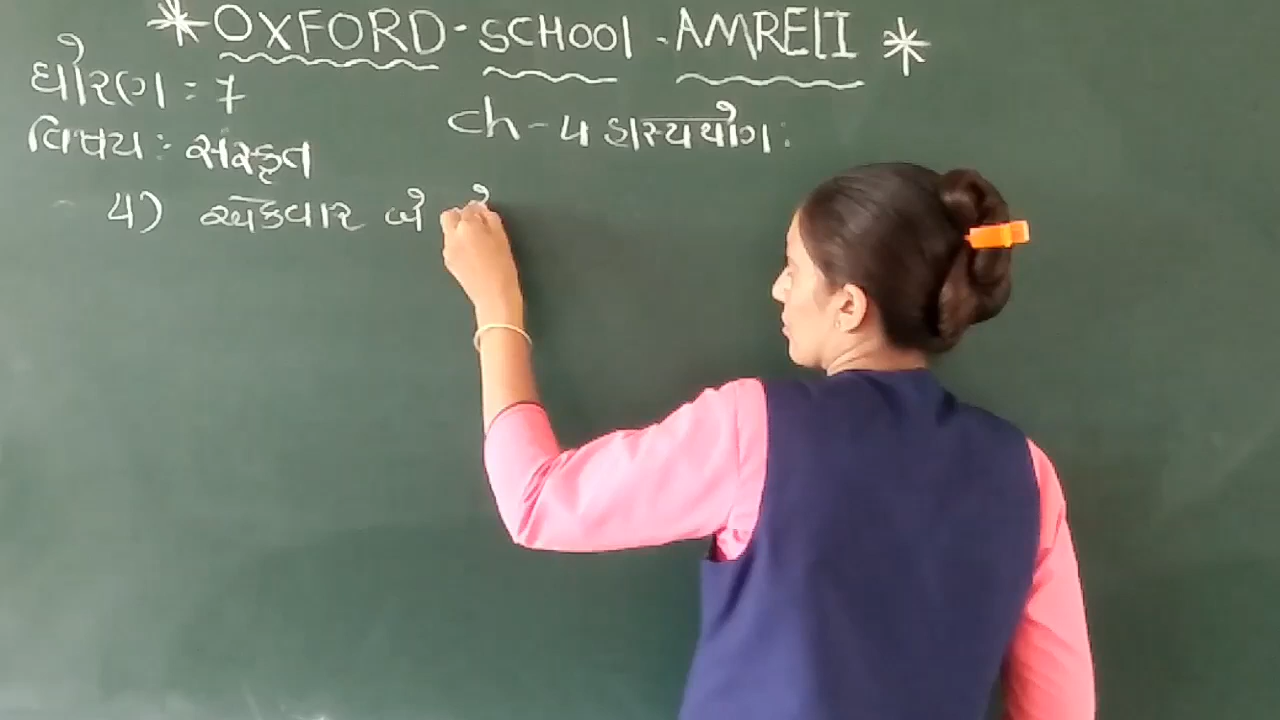 *OXFORD-SCHOOL-AMRELI*
ધોરણ : 7
ch - 4 હાસ્યયોગ :
વિષય : સંસ્કૃત
4) એકવાર બે